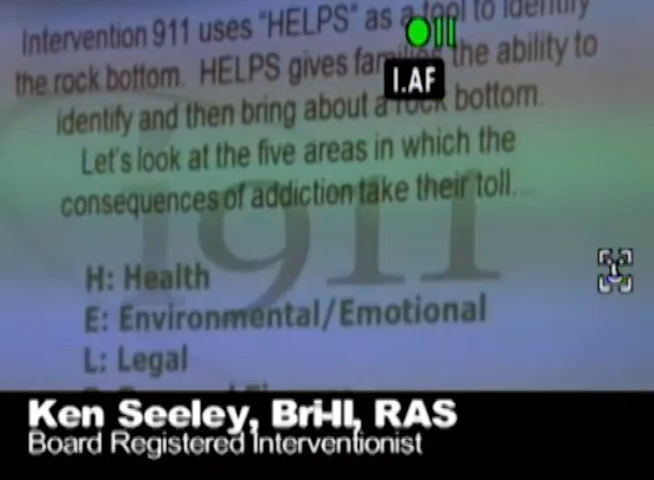 Intervention 911 uses "HELPS" as a tool to identify
the rock bottom. HELPS gives families the ability to
identify and then bring about a rock bottom.
Let's look at the five areas in which the
consequences of addiction take their toll...
911
H: Health
E: Environmental/Emotional
L: Legal
I.AF
Ken Seeley, BriI-II, RAS
Board Registered Interventionist